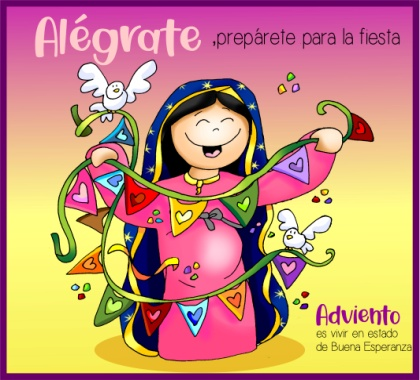 Alégrate ,prepárete para la fiesta
Adviento
es vivir en estado
de Buena Esperanza